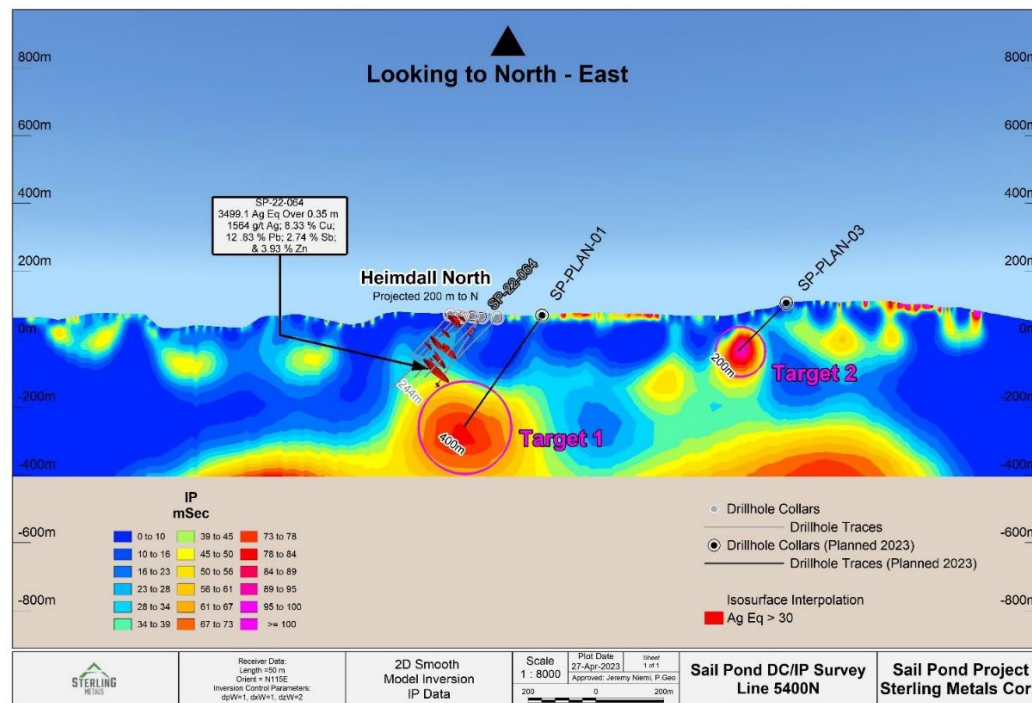 Looking to North - East
800m
800m
600m
600m
400m
400m
200m
200m
0m
0m
-200m
-200m
-400m
-400m
-600m
-600m
-800m
-800m
SP-22-064
3499.1 Ag Eq Over 0.35 m
1564 g/t Ag; 8.33 % Cu;
12 .83 % Pb; 2.74 % Sb;
& 3.93 % Zn
Heimdall North
Projected 200 m to N
SP-22-064
SP-PLAN-01
SP-PLAN-03
244m
400m
Target 1
200m
Target 2
IP
mSec
0 to 10
10 to 16
16 to 23
23 to 28
28 to 34
34 to 39
39 to 45
45 to 50
50 to 56
56 to 61
61 to 67
67 to 73
73 to 78
78 to 84
84 to 89
89 to 95
95 to 100
>= 100
Drillhole Collars
Drillhole Traces
Drillhole Collars (Planned 2023)
Drillhole Traces (Planned 2023)
Isosurface Interpolation
Ag Eq > 30
STERLING
METALS
Receiver Data:
Length =50 m
Orient = N115E
Inversion Control Parameters:
dpW=1, dxW=1, dzW=2
2D Smooth
Model Inversion
IP Data
Scale
1 : 8000
Plot Date
27-Apr-2023
Sheet
1 of 1
Approved: Jeremy Niemi, P.Geo
200 0 200m
Sail Pond DC/IP Survey
Line 5400N
Sail Pond Project
Sterling Metals Cor